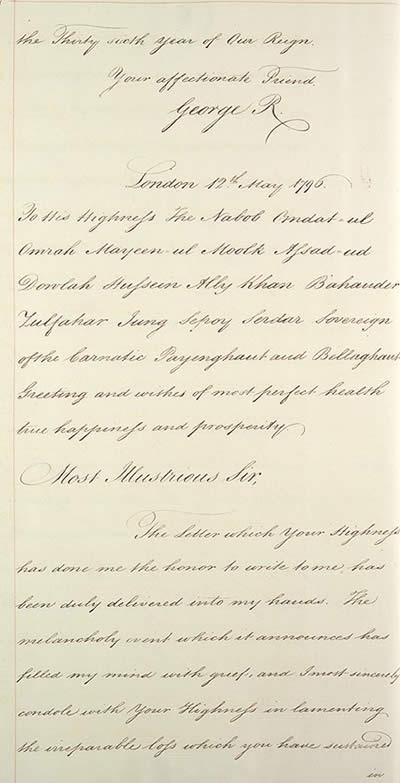 the Thirty sixth year of Our Reign.
Your affectionate Friend.
George R.
London 12th May 1796.
To His Highness The Nabob Omdat-ul
Omrah Mayeen-ul Moolk Assad-ud
Dowlah Hussein Ally Khan Bahauder
Zulfahar Jung Sepoy Serdar Sovereign
of the Carnatic Payenghaut and Bellaghaut
Greeting and wishes of most perfect health
true happiness and prosperity
Most Illustrious Sir,
The Letter which Your Highness
has done me the honor to write to me, has
been duly delivered into my hands. The
melancholy event which it announces has
filled my mind with grief, and I most sincerely
condole with Your Highness in lamenting
the irreparable loss which you have sustained
in